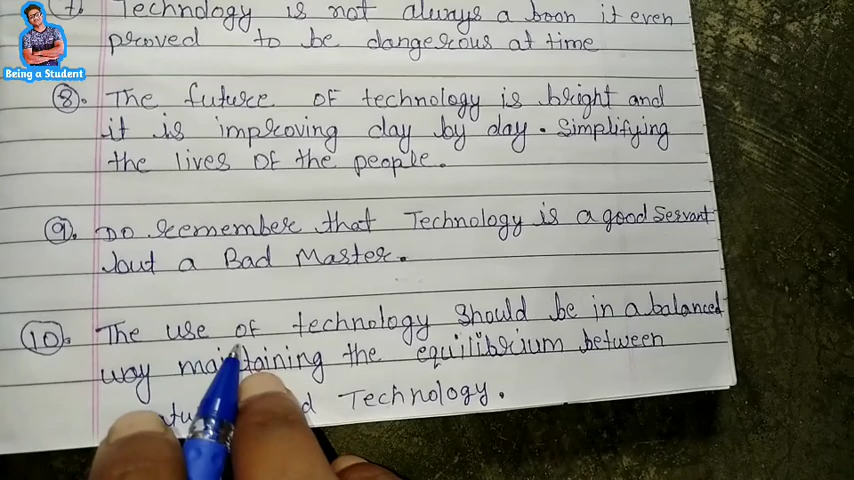 7. Technology is not always a boon it even
proved to be dangerous at time
Being a Student
8. The future of technology is bright and
it is improving day by day. Simplifying
the lives of the people.
9. Do remember that Technology is a good Servant
but a Bad Master.
10. The use of technology should be in a balanced
way maintaining the equilibrium between
Technology.